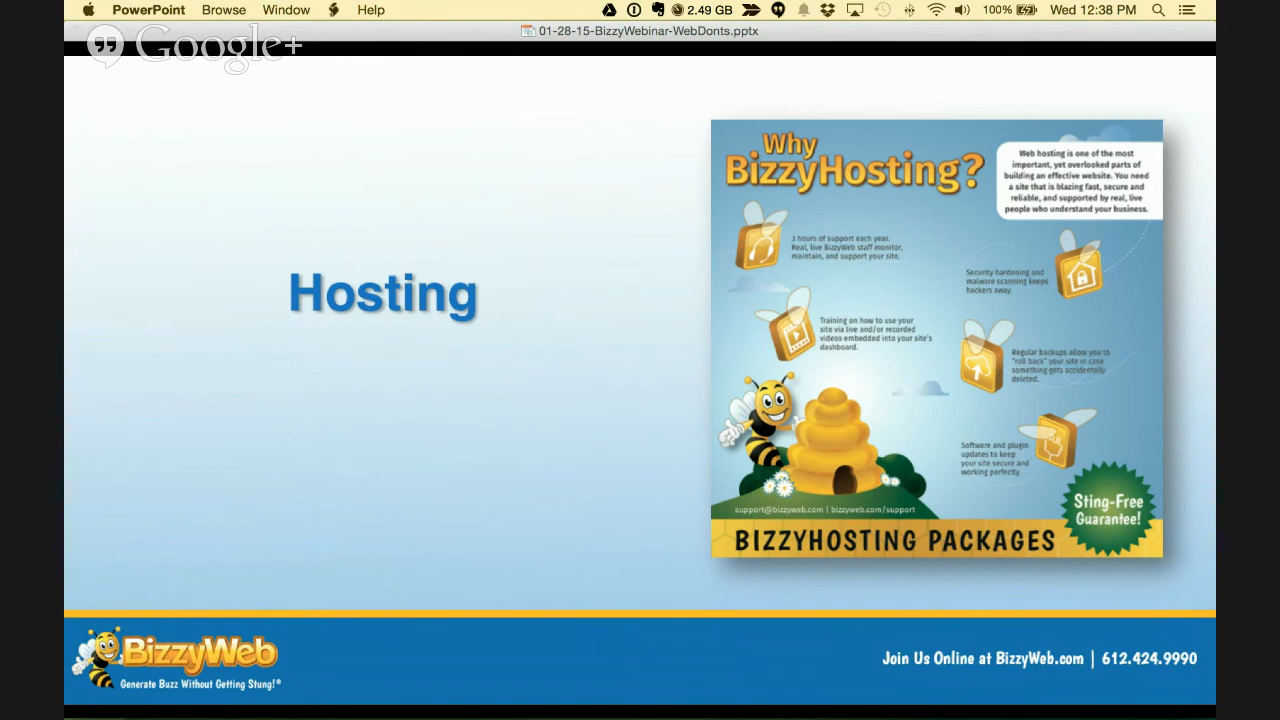 PowerPoint Browse Window Help 2.49 GB 100% Wed 12:38 PM
01-28-15-BizzyWebinar-WebDonts.pptx
Google+
Hosting
Why
BizzyHosting?
Web hosting is one of the most
important, yet overlooked parts of
building an effective website. You need
a site that is blazing fast, secure and
reliable, and supported by real, live
people who understand your business.
3 hours of support each year.
Real, live BizzyWeb staff monitor,
maintain, and support your site.
Security hardening and
malware scanning keeps
hackers away.
Training on how to use your
site via live and/or recorded
videos embedded into your site's
dashboard.
Regular backups allow you to
"roll back" your site in case
something gets accidentally
deleted.
Software and plugin
updates to keep
your site secure and
working perfectly.
Sting-Free
Guarantee!
support@bizzyweb.com | bizzyweb.com/support
BIZZYHOSTING PACKAGES
BizzyWeb
Generate Buzz Without Getting Stung!®
Join Us Online at BizzyWeb.com | 612.424.9990